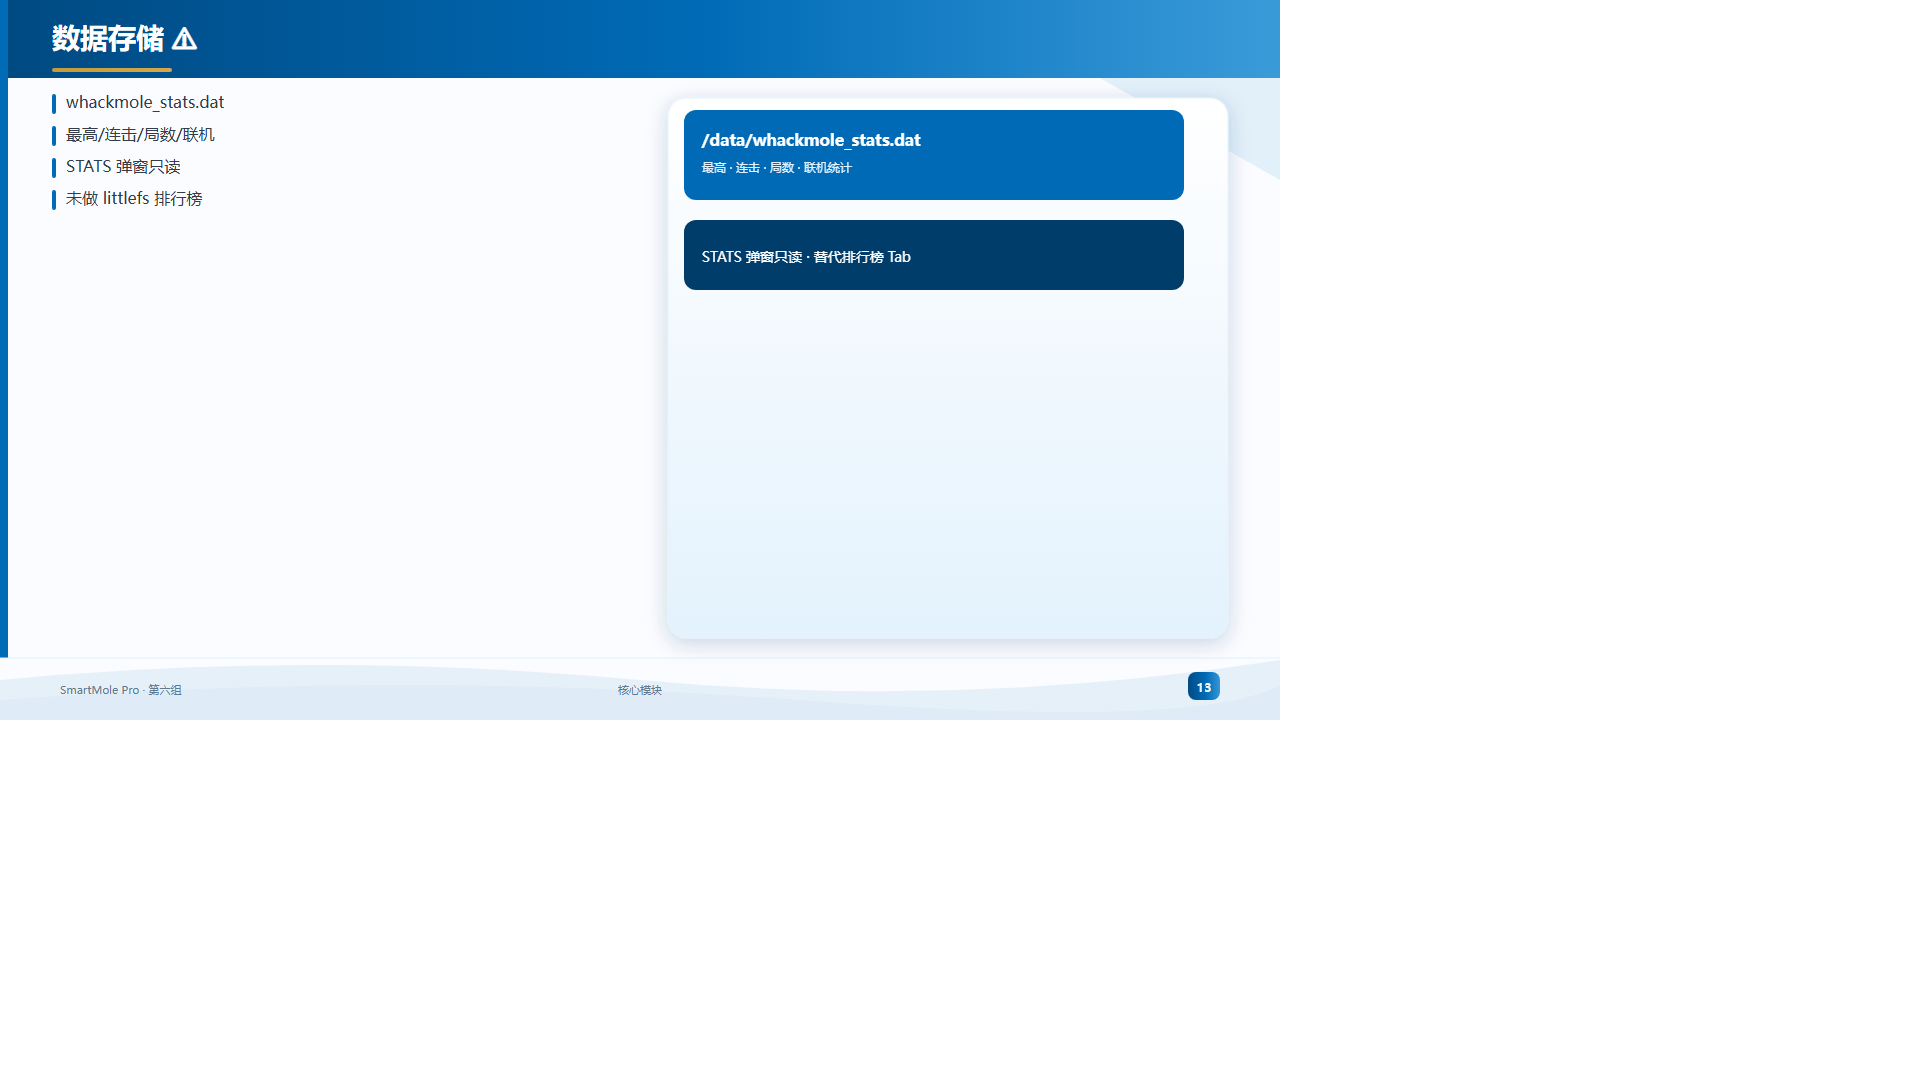 数据存储 ⚠
whackmole_stats.dat
最高/连击/局数/联机
STATS 弹窗只读
未做 littlefs 排行榜
/data/whackmole_stats.dat
最高 · 连击 · 局数 · 联机统计
STATS 弹窗只读 · 替代排行榜 Tab
SmartMole Pro · 第六组
核心模块
13